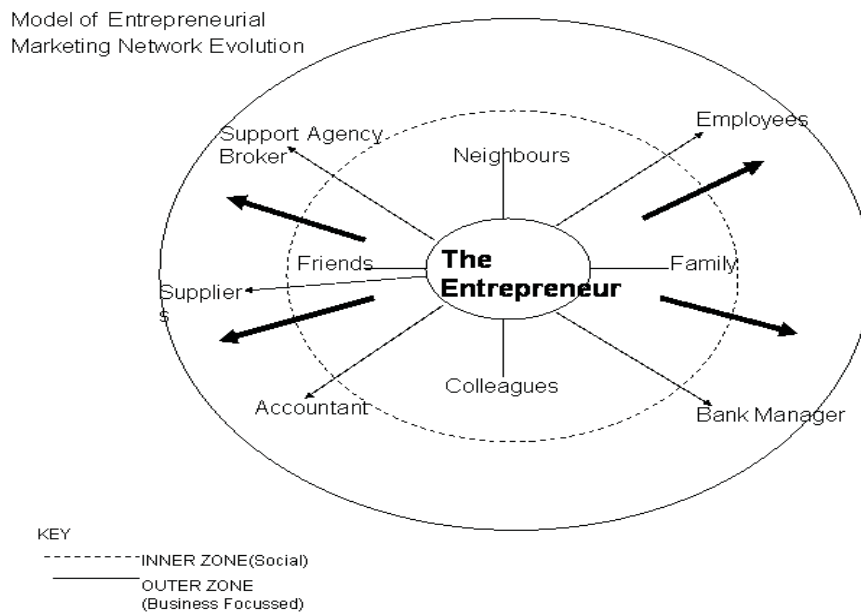 Model of Entrepreneurial
Marketing Network Evolution
Employees
Support Agency
Broker
Neighbours
Friends
The
Entrepreneur
Family
Supplier
s
Accountant
Colleagues
Bank Manager
KEY
INNER ZONE(Social)
OUTER ZONE
(Business Focussed)